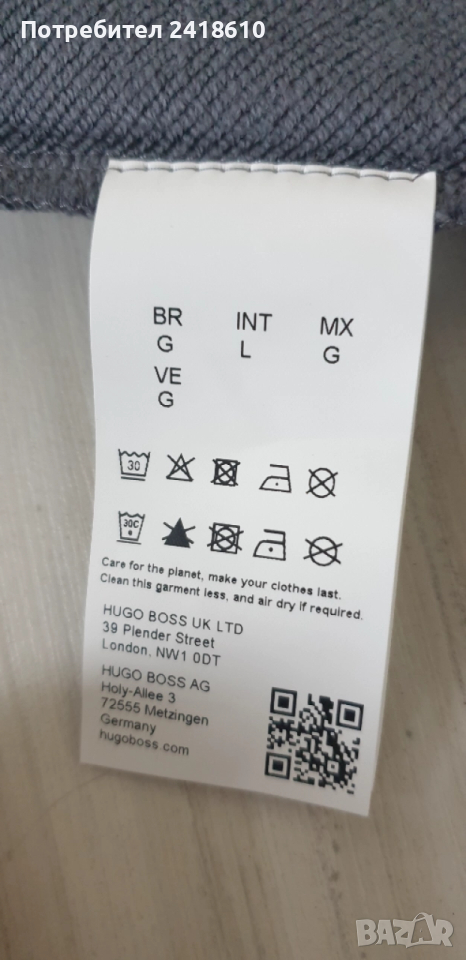 Потребител 2418610
BR INT MX
G L G
VE
G
30
30C
Care for the planet, make your clothes last.
Clean this garment less, and air dry if required.
HUGO BOSS UK LTD
39 Plender Street
London, NW1 0DT
HUGO BOSS AG
Holy-Allee 3
72555 Metzingen
Germany
hugoboss.com
BAZAR